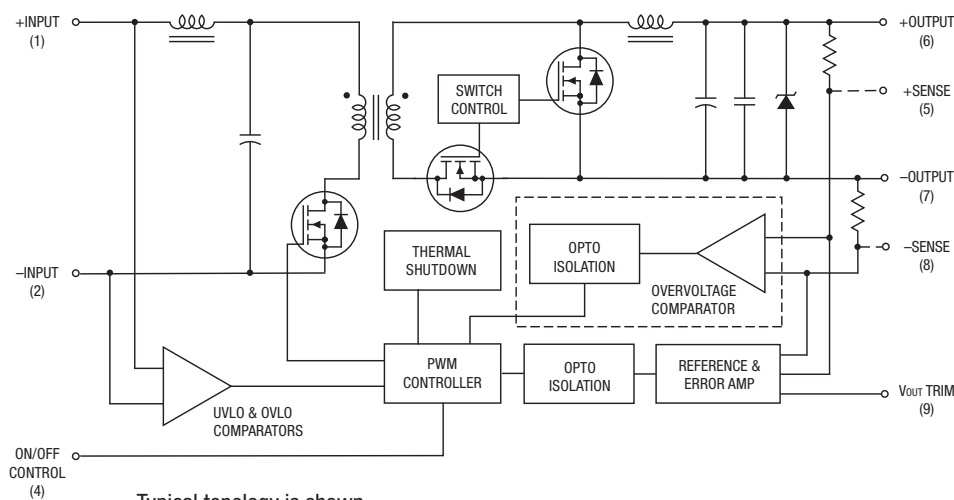 +INPUT
(1)
+OUTPUT
(6)
SWITCH
CONTROL
+SENSE
(5)
–OUTPUT
(7)
–INPUT
(2)
THERMAL
SHUTDOWN
OPTO
ISOLATION
OVERVOLTAGE
COMPARATOR
–SENSE
(8)
PWM
CONTROLLER
OPTO
ISOLATION
REFERENCE &
ERROR AMP
UVLO & OVLO
COMPARATORS
VOUT TRIM
(9)
ON/OFF
CONTROL
(4)
Typical topology is shown